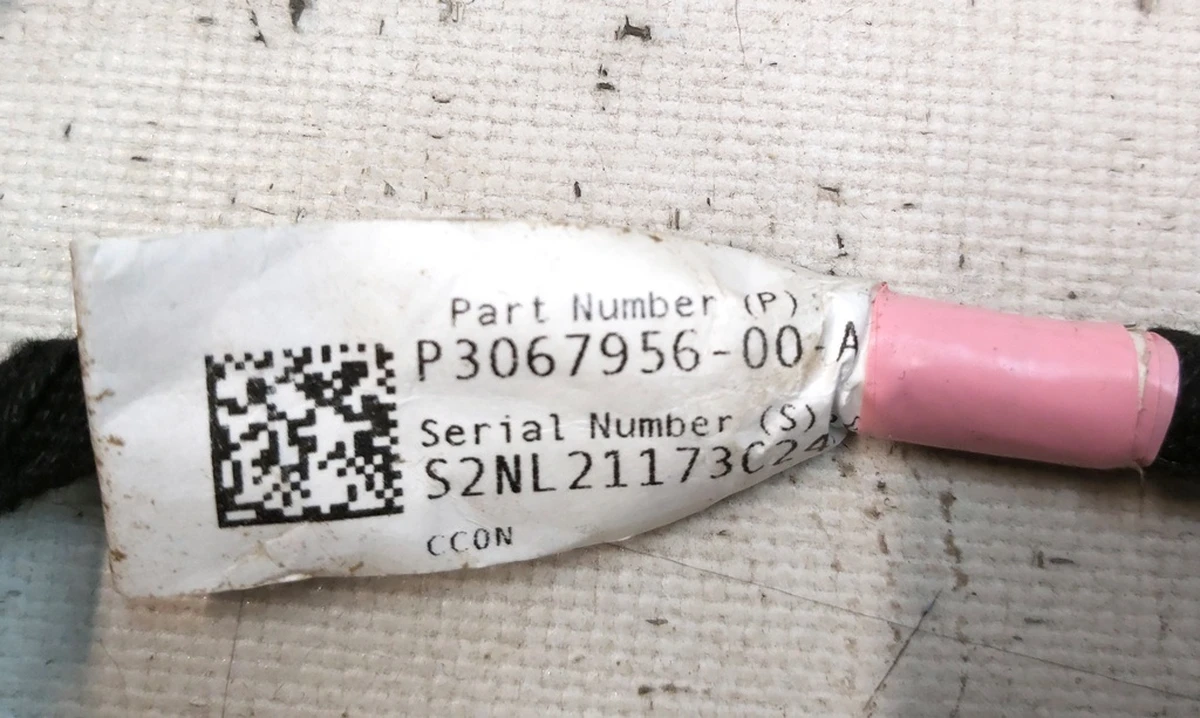 Part Number (P):
P3067956-00-A
Serial Number (S):
S2NL21173C24
CCON